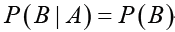 P(B | A) = P(B)